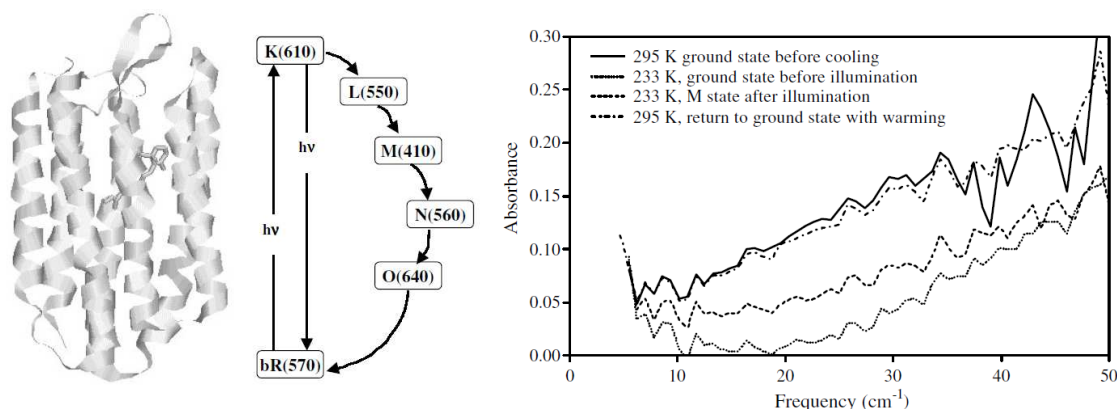 K(610)
L(550)
hν
M(410)
N(560)
hν
O(640)
bR(570)
Absorbance
0.30
0.25
0.20
0.15
0.10
0.05
0.00
295 K ground state before cooling
233 K, ground state before illumination
233 K, M state after illumination
295 K, return to ground state with warming
0 10 20 30 40 50
Frequency (cm⁻¹)